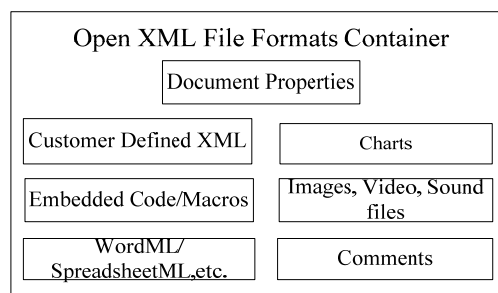 Open XML File Formats Container
Document Properties
Customer Defined XML
Charts
Embedded Code/Macros
Images, Video, Sound
files
WordML/
SpreadsheetML,etc.
Comments